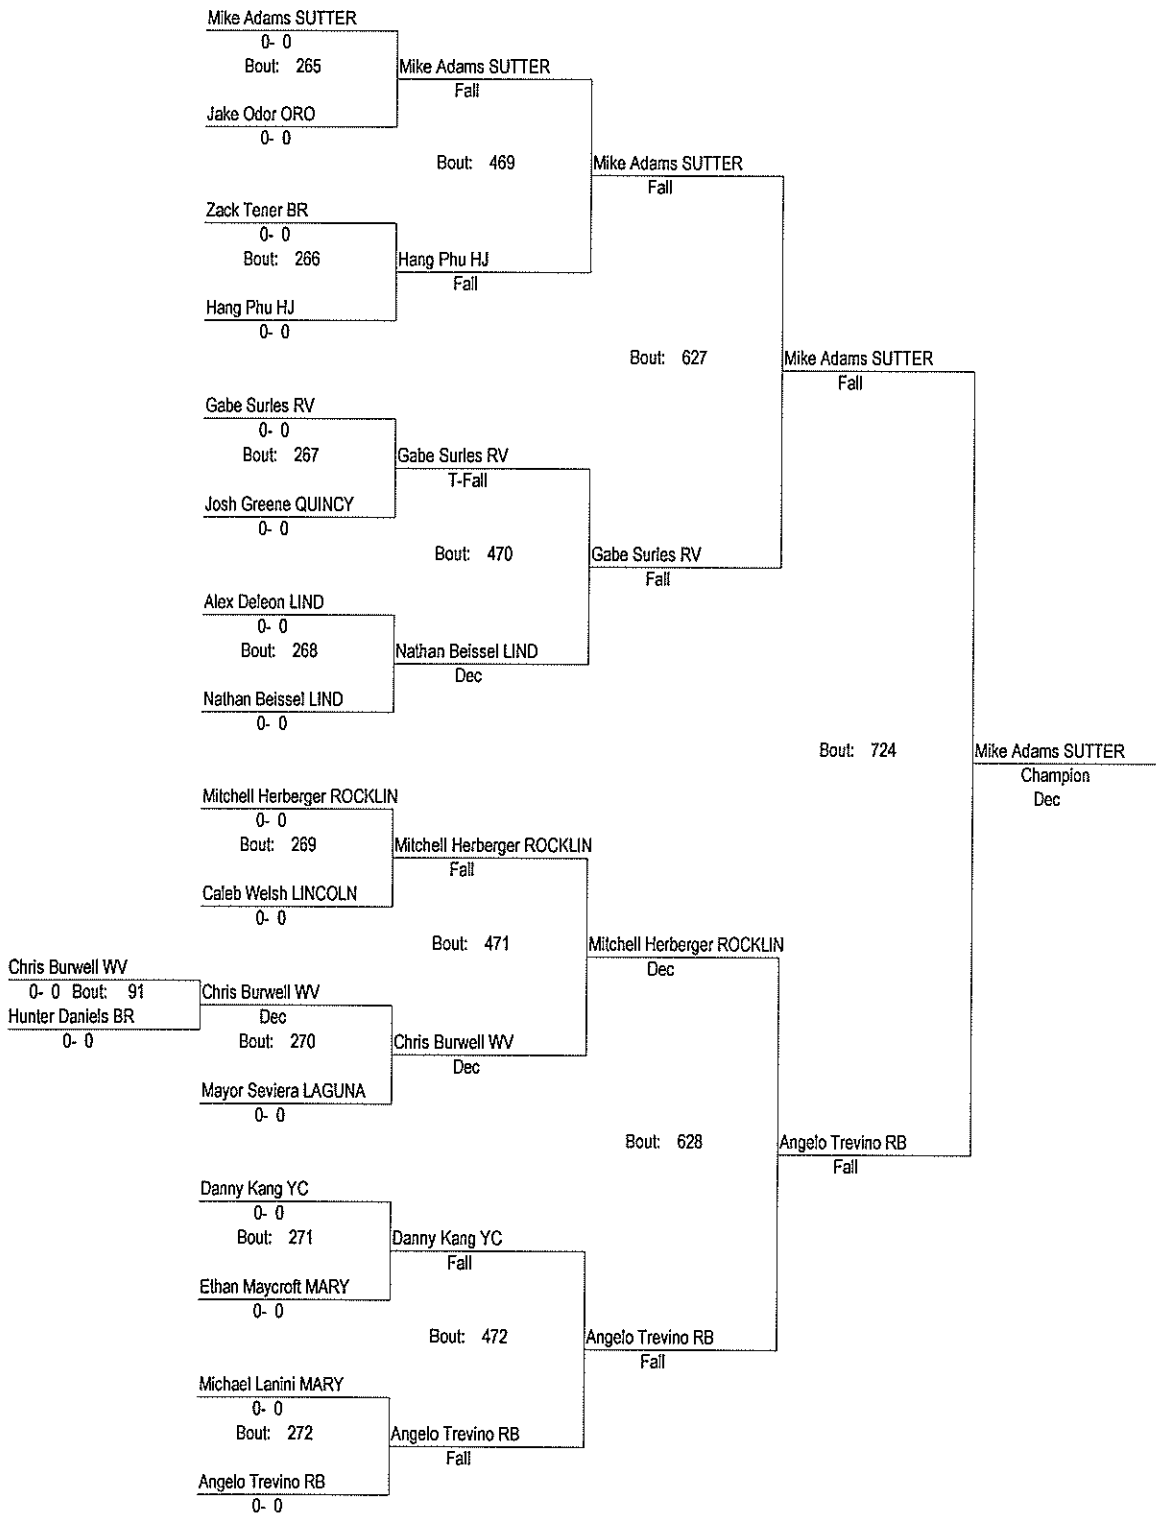 Mike Adams SUTTER
0- 0
Bout: 265
Mike Adams SUTTER
Fall
Jake Odor ORO
0- 0
Bout: 469
Mike Adams SUTTER
Fall
Zack Tener BR
0- 0
Bout: 266
Hang Phu HJ
Fall
Hang Phu HJ
0- 0
Bout: 627
Mike Adams SUTTER
Fall
Gabe Surles RV
0- 0
Bout: 267
Gabe Surles RV
T-Fall
Josh Greene QUINCY
0- 0
Bout: 470
Gabe Surles RV
Fall
Alex Deleon LIND
0- 0
Bout: 268
Nathan Beissel LIND
Dec
Nathan Beissel LIND
0- 0
Bout: 724
Mike Adams SUTTER
Champion
Dec
Mitchell Herberger ROCKLIN
0- 0
Bout: 269
Mitchell Herberger ROCKLIN
Fall
Caleb Welsh LINCOLN
0- 0
Bout: 471
Mitchell Herberger ROCKLIN
Dec
Chris Burwell WV
0- 0 Bout: 91
Hunter Daniels BR
0- 0
Chris Burwell WV
Dec
Bout: 270
Chris Burwell WV
Dec
Mayor Seviera LAGUNA
0- 0
Bout: 628
Angelo Trevino RB
Fall
Danny Kang YC
0- 0
Bout: 271
Danny Kang YC
Fall
Ethan Maycroft MARY
0- 0
Bout: 472
Angelo Trevino RB
Fall
Michael Lanini MARY
0- 0
Bout: 272
Angelo Trevino RB
Fall
Angelo Trevino RB
0- 0